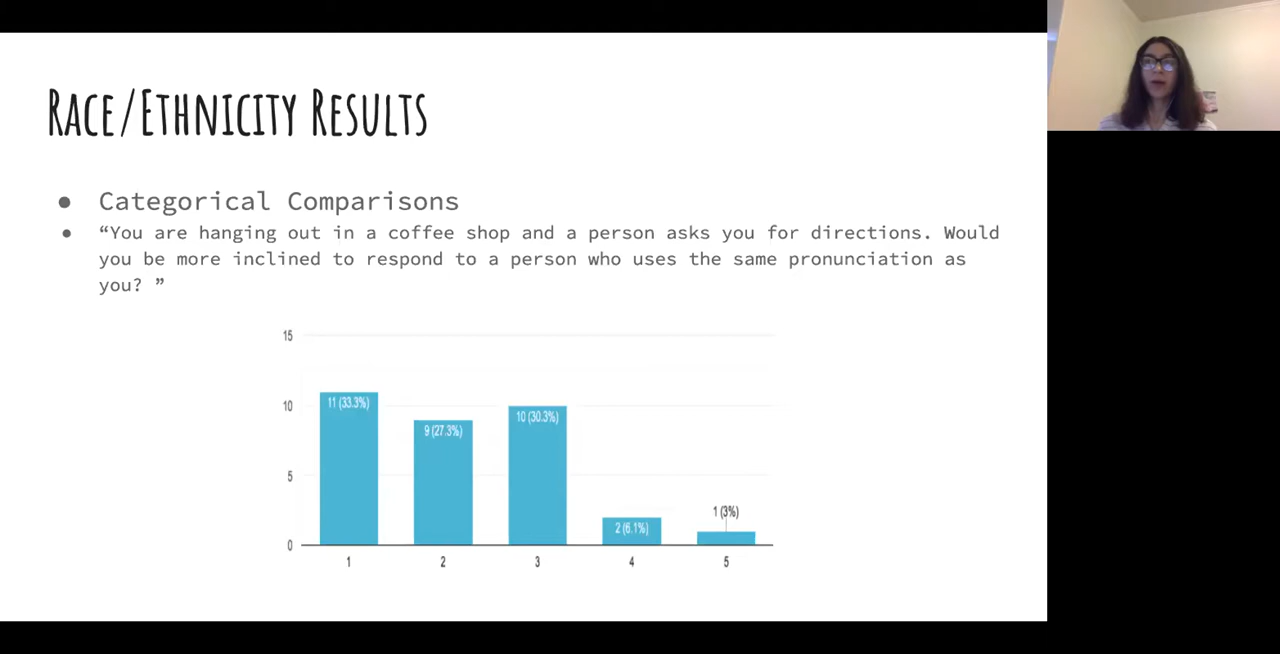 RACE/ETHNICITY RESULTS
● Categorical Comparisons
● “You are hanging out in a coffee shop and a person asks you for directions. Would
you be more inclined to respond to a person who uses the same pronunciation as
you? ”
15
10
5
0
11 (33.3%)
9 (27.3%)
10 (30.3%)
2 (6.1%)
1 (3%)
1 2 3 4 5